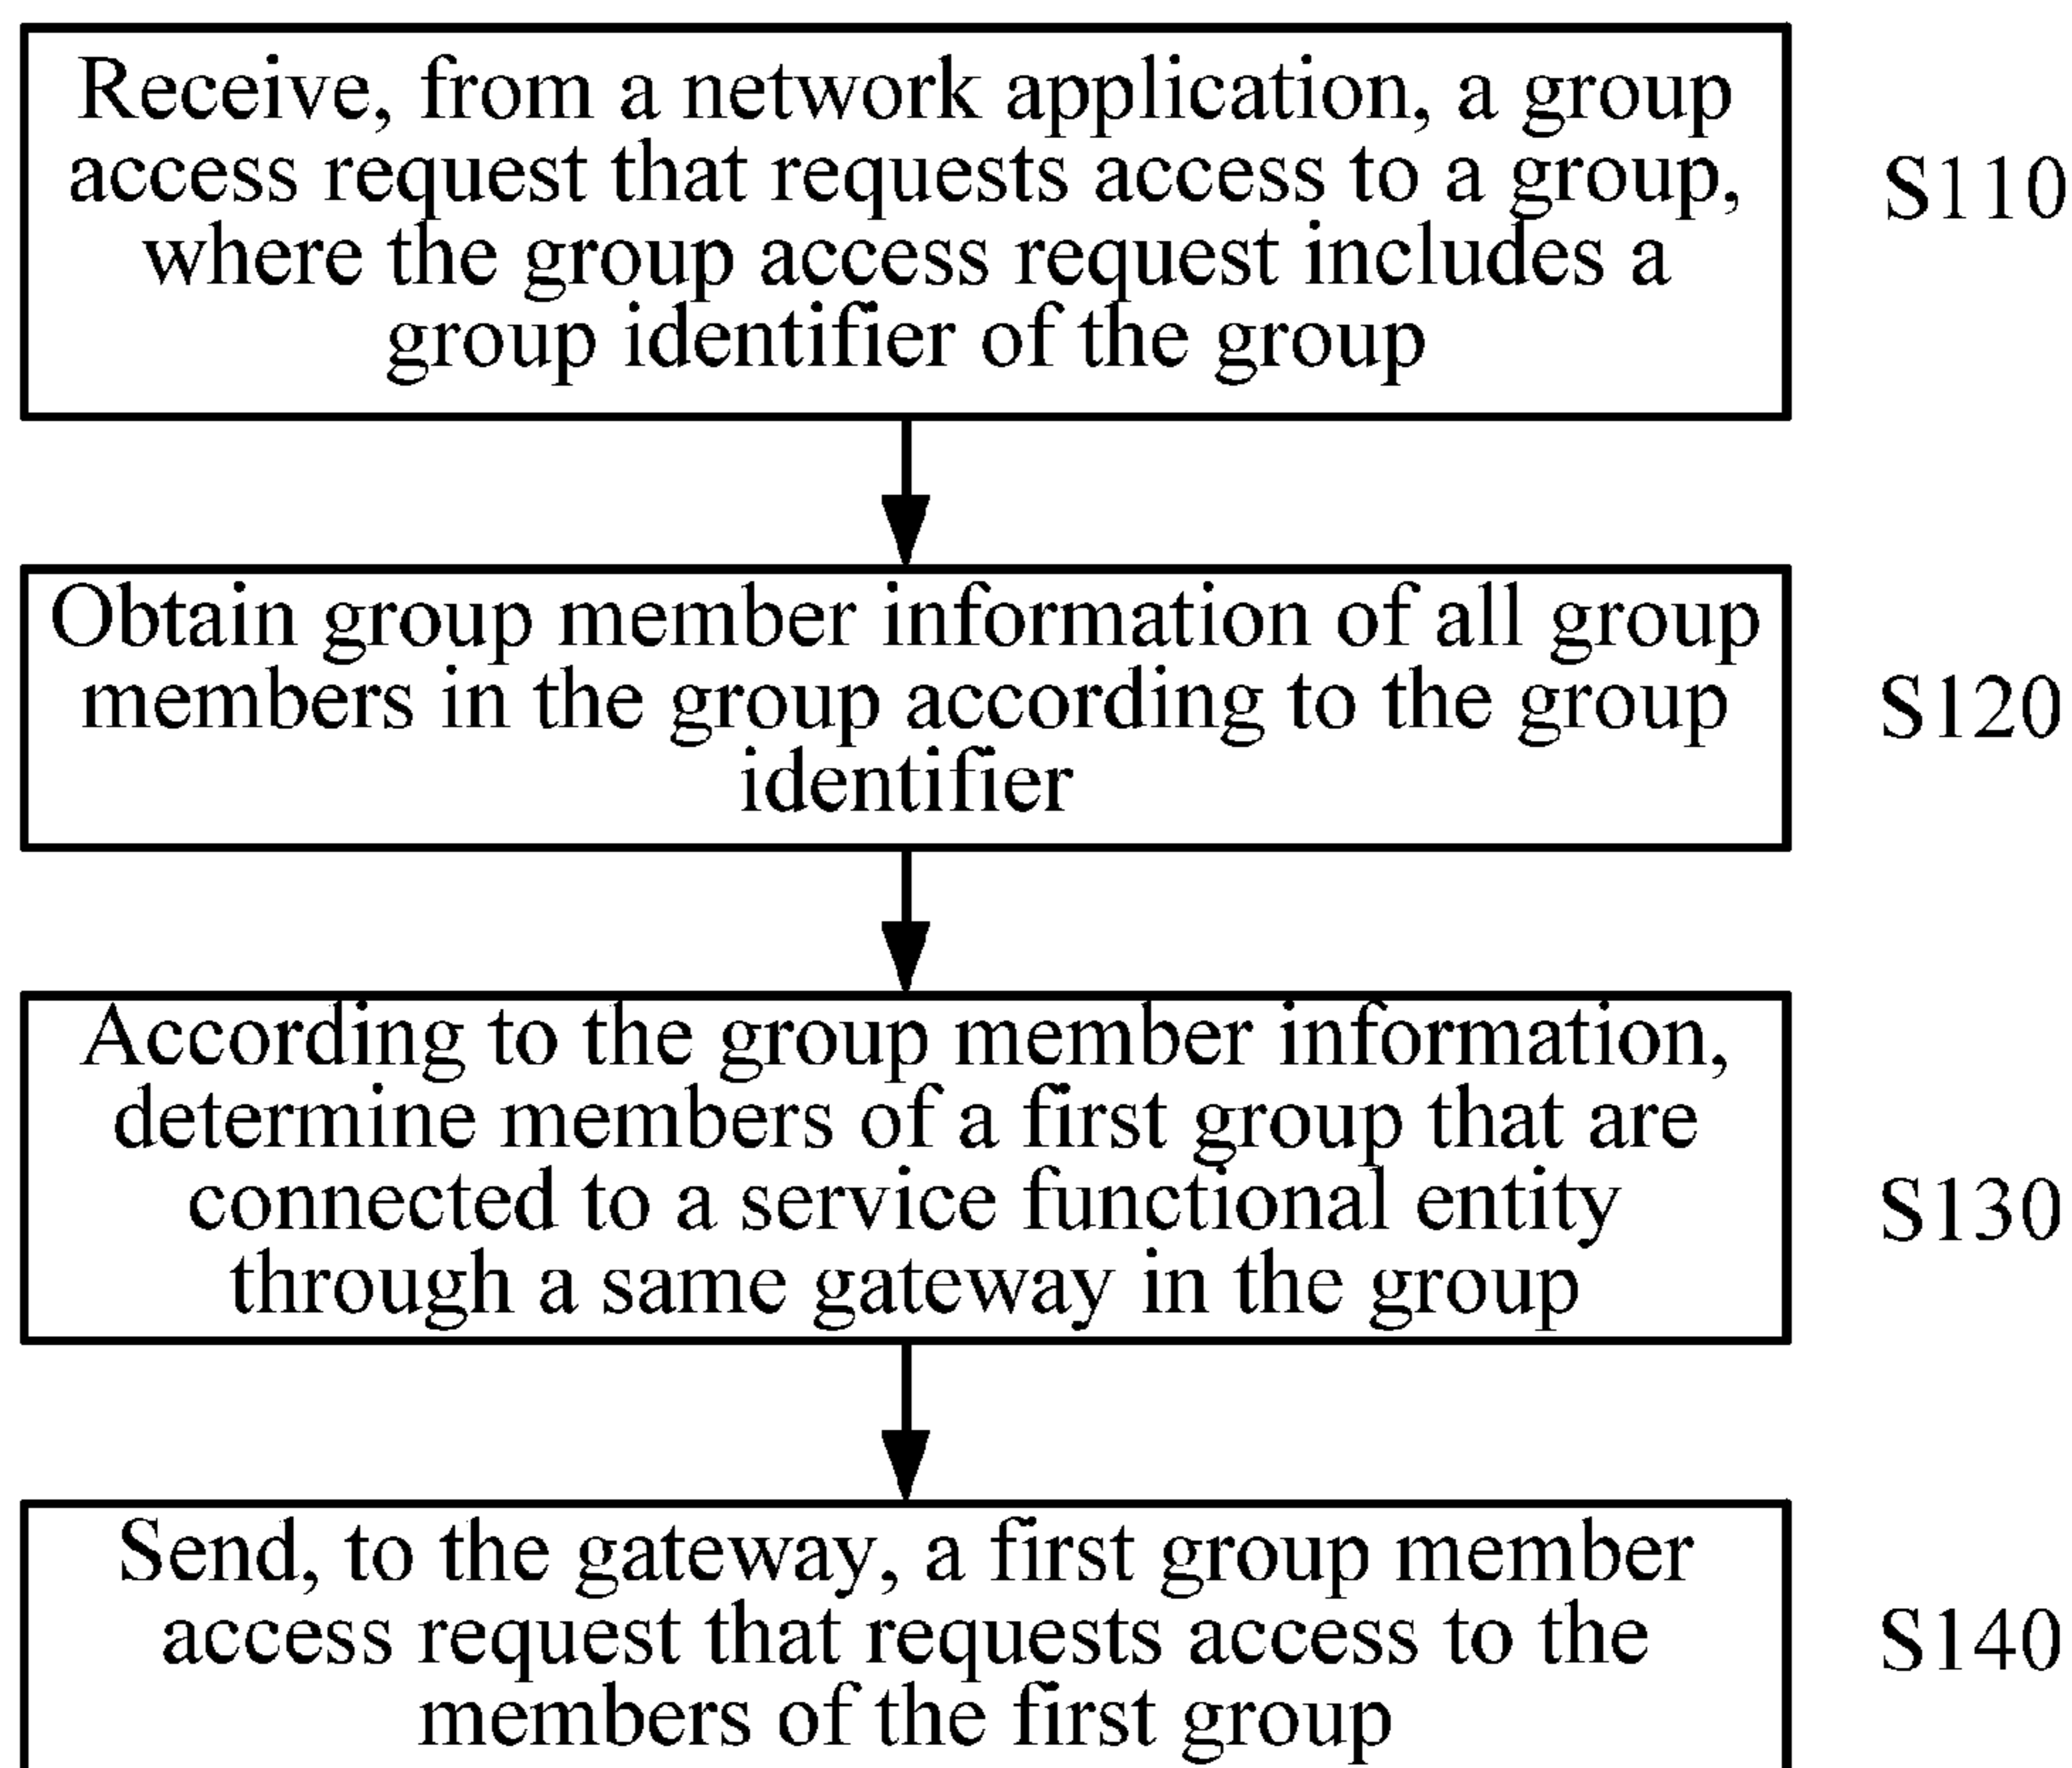 Receive, from a network application, a group
access request that requests access to a group,
where the group access request includes a
group identifier of the group
S110
Obtain group member information of all group
members in the group according to the group
identifier
S120
According to the group member information,
determine members of a first group that are
connected to a service functional entity
through a same gateway in the group
S130
Send, to the gateway, a first group member
access request that requests access to the
members of the first group
S140